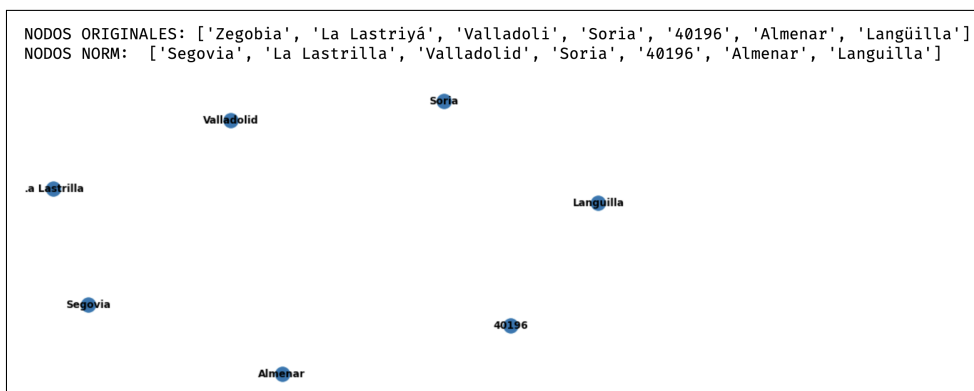 NODOS ORIGINALES: ['Zegobia', 'La Lastriyá', 'Valladoli', 'Soria', '40196', 'Almenar', 'Langüilla']
NODOS NORM:  ['Segovia', 'La Lastrilla', 'Valladolid', 'Soria', '40196', 'Almenar', 'Languilla']
Soria
Valladolid
.a Lastrilla
Languilla
Segovia
40196
Almenar